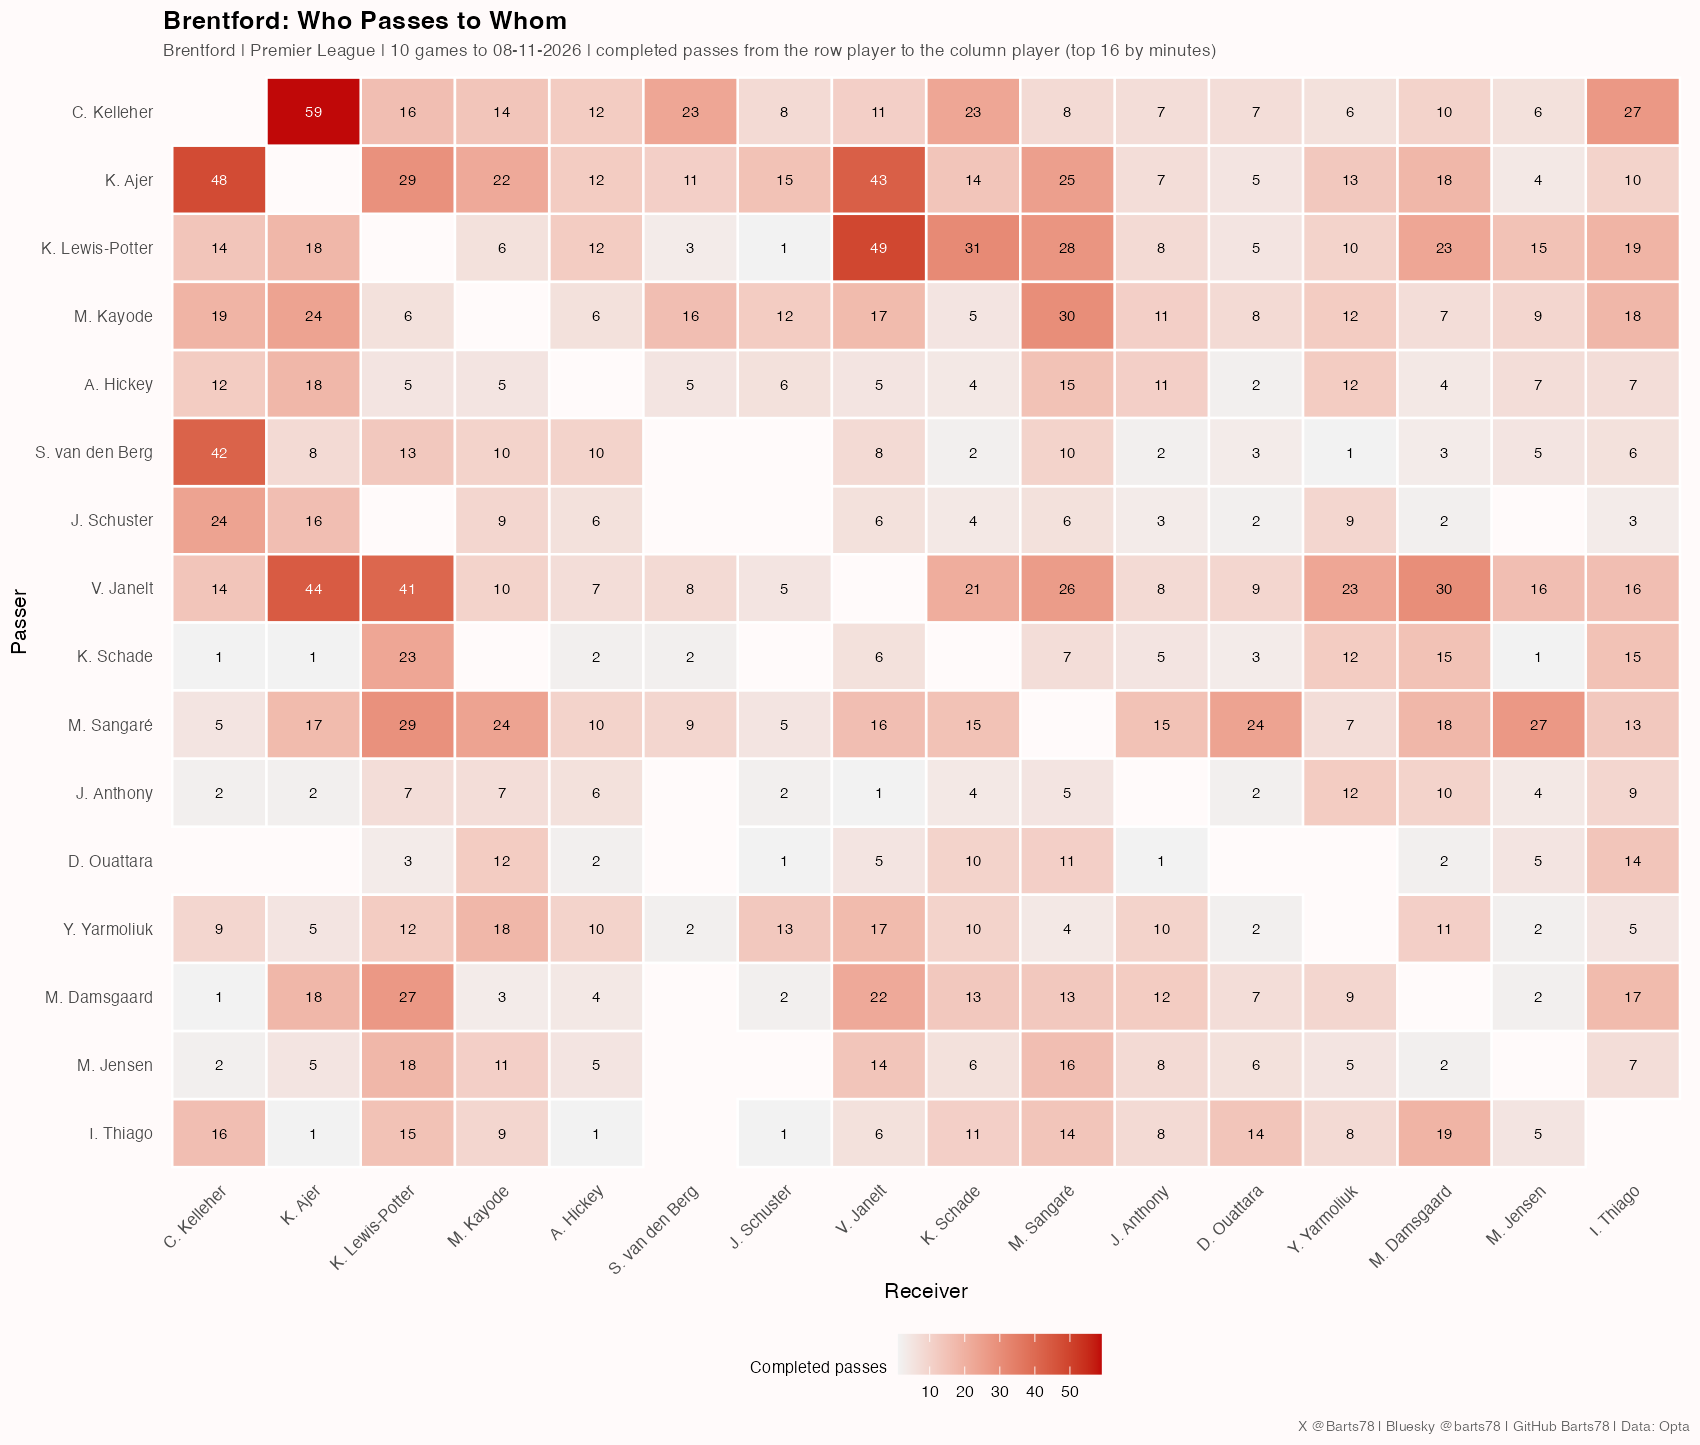 Brentford: Who Passes to Whom
Brentford | Premier League | 10 games to 08-11-2026 | completed passes from the row player to the column player (top 16 by minutes)
C. Kelleher 59 16 14 12 23 8 11 23 8 7 7 6 10 6 27
K. Ajer 48 29 22 12 11 15 43 14 25 7 5 13 18 4 10
K. Lewis-Potter 14 18 6 12 3 1 49 31 28 8 5 10 23 15 19
M. Kayode 19 24 6 6 16 12 17 5 30 11 8 12 7 9 18
A. Hickey 12 18 5 5 5 6 5 4 15 11 2 12 4 7 7
S. van den Berg 42 8 13 10 10 8 2 10 2 3 1 3 5 6
J. Schuster 24 16 9 6 6 4 6 3 2 9 2 3
V. Janelt 14 44 41 10 7 8 5 21 26 8 9 23 30 16 16
Passer
K. Schade 1 1 23 2 2 6 7 5 3 12 15 1 15
M. Sangaré 5 17 29 24 10 9 5 16 15 15 24 7 18 27 13
J. Anthony 2 2 7 7 6 2 1 4 5 2 12 10 4 9
D. Ouattara 3 12 2 1 5 10 11 1 2 5 14
Y. Yarmoliuk 9 5 12 18 10 2 13 17 10 4 10 2 11 2 5
M. Damsgaard 1 18 27 3 4 2 22 13 13 12 7 9 2 17
M. Jensen 2 5 18 11 5 14 6 16 8 6 5 2 7
I. Thiago 16 1 15 9 1 1 6 11 14 8 14 8 19 5
C. Kelleher K. Ajer K. Lewis-Potter M. Kayode A. Hickey S. van den Berg J. Schuster V. Janelt K. Schade M. Sangaré J. Anthony D. Ouattara Y. Yarmoliuk M. Damsgaard M. Jensen I. Thiago
Receiver
Completed passes
10 20 30 40 50
X @Barts78 | Bluesky @barts78 | GitHub Barts78 | Data: Opta